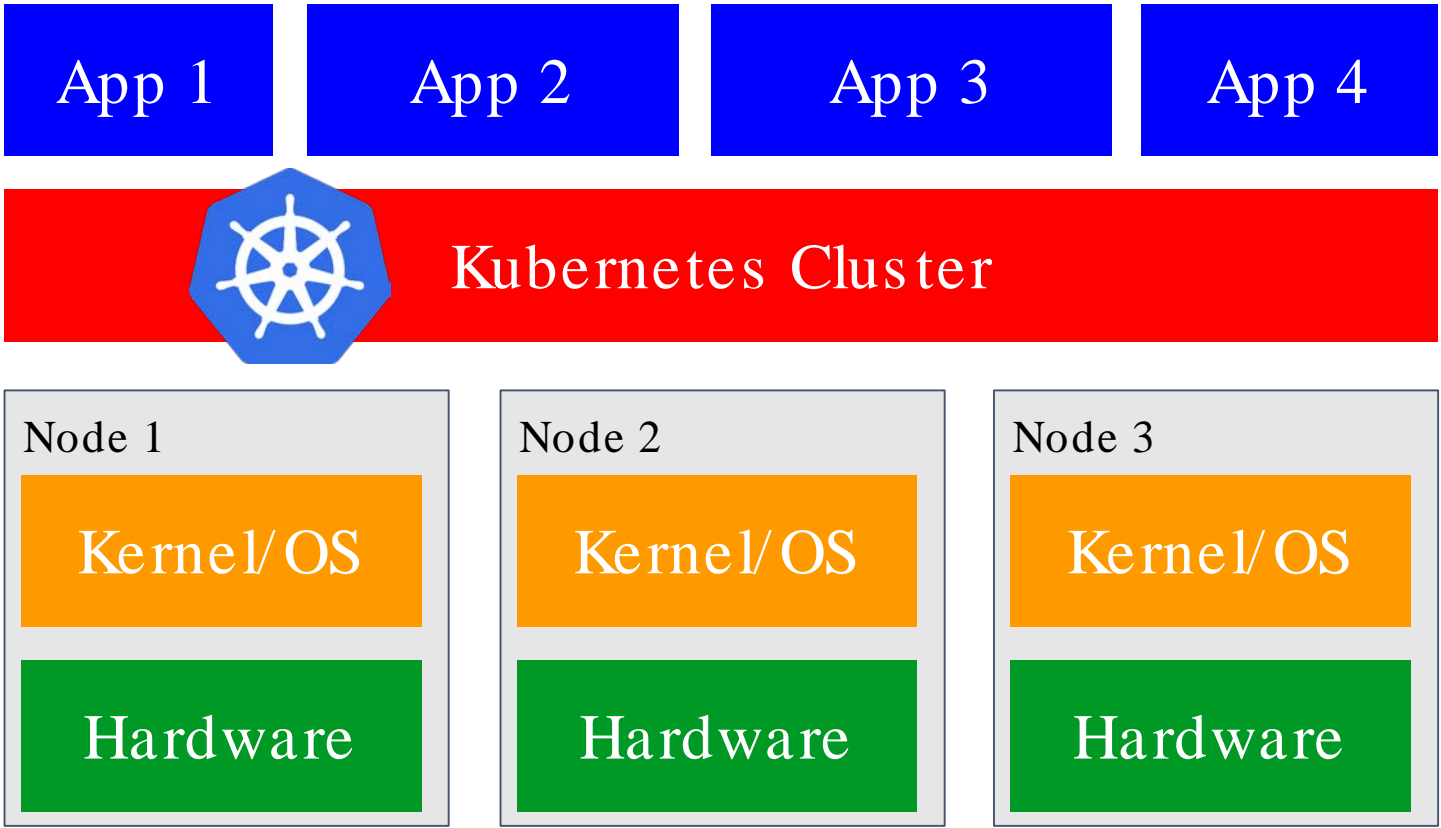 App 1
App 2
App 3
App 4
Kubernetes Cluster
Node 1
Node 2
Node 3
Kernel/OS
Kernel/OS
Kernel/OS
Hardware
Hardware
Hardware